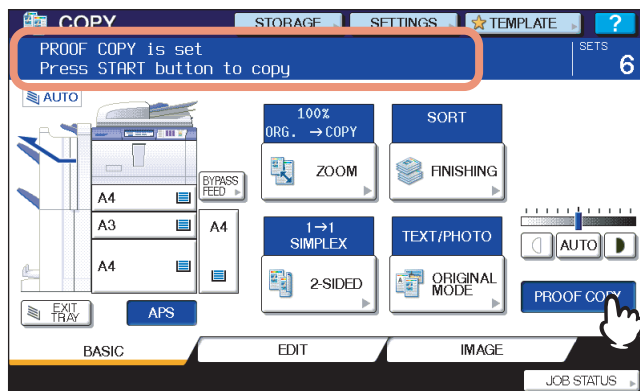 COPY
STORAGE
SETTINGS
TEMPLATE
?
PROOF COPY is set
Press START button to copy
SETS
6
AUTO
100%
ORG. →COPY
ZOOM
SORT
FINISHING
BYPASS
FEED
A4
A3
A4
A4
1→1
SIMPLEX
2-SIDED
TEXT/PHOTO
ORIGINAL
MODE
AUTO
PROOF COPY
EXIT
TRAY
APS
BASIC
EDIT
IMAGE
JOB STATUS